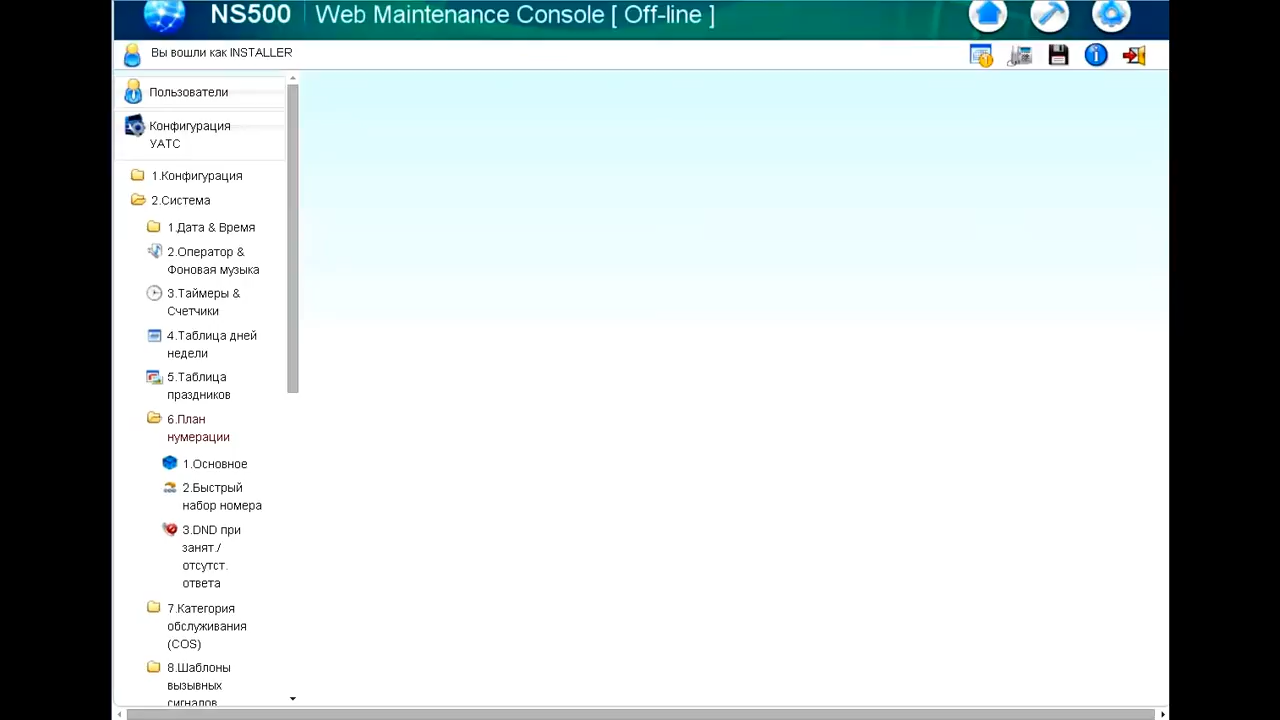 NS500 Web Maintenance Console [ Off-line ]
Вы вошли как INSTALLER
Пользователи
Конфигурация
УАТС
1.Конфигурация
2.Система
1.Дата & Время
2.Оператор &
Фоновая музыка
3.Таймеры &
Счетчики
4.Таблица дней
недели
5.Таблица
праздников
6.План
нумерации
1.Основное
2.Быстрый
набор номера
3.DND при
занят./
отсутст.
ответа
7.Категория
обслуживания
(COS)
8.Шаблоны
вызывных
сигналов